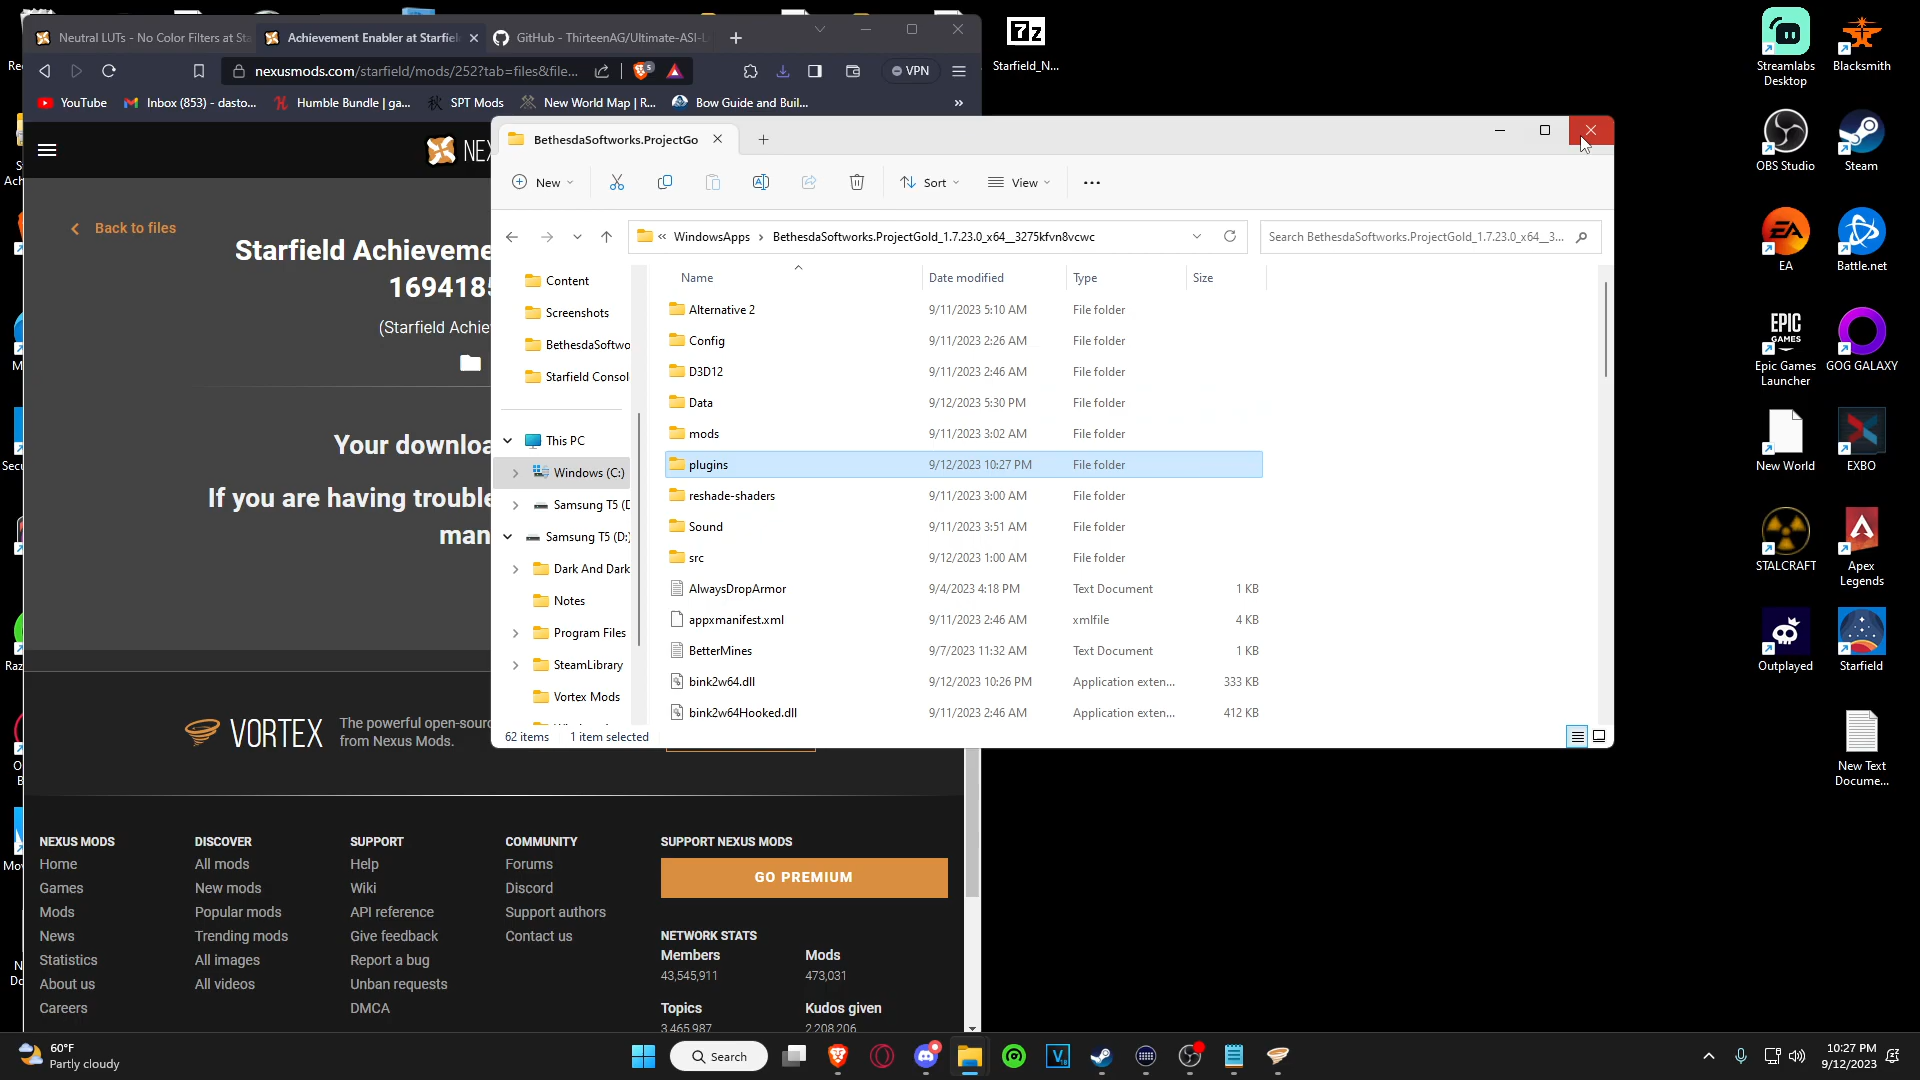 Neutral LUTs - No Color Filters at Sta
Achievement Enabler at Starfiel
GitHub - ThirteenAG/Ultimate-ASI-L
nexusmods.com/starfield/mods/252?tab=files&file...
5
VPN
YouTube
Inbox (853) - dasto...
Humble Bundle | ga...
SPT Mods
New World Map | R...
Bow Guide and Buil...
»
NEX
Back to files
Starfield Achieveme
1694185
(Starfield Achie
Your downloa
If you are having trouble
man
VORTEX
The powerful open-sourc
from Nexus Mods.
NEXUS MODS
Home
Games
Mods
News
Statistics
About us
Careers
DISCOVER
All mods
New mods
Popular mods
Trending mods
All images
All videos
SUPPORT
Help
Wiki
API reference
Give feedback
Report a bug
Unban requests
DMCA
COMMUNITY
Forums
Discord
Support authors
Contact us
SUPPORT NEXUS MODS
GO PREMIUM
NETWORK STATS
Members
43,545,911
Mods
473,031
Topics
3,465,987
Kudos given
2,208,206
BethesdaSoftworks.ProjectGo
New
Sort
View
« WindowsApps › BethesdaSoftworks.ProjectGold_1.7.23.0_x64__3275kfvn8vcwc
Search BethesdaSoftworks.ProjectGold_1.7.23.0_x64__3...
Content
Screenshots
BethesdaSoftwo
Starfield Consol
This PC
Windows (C:)
Samsung T5 (D
Samsung T5 (D:)
Dark And Dark
Notes
Program Files
SteamLibrary
Vortex Mods
Name Date modified Type Size
Alternative 2 9/11/2023 5:10 AM File folder
Config 9/11/2023 2:26 AM File folder
D3D12 9/11/2023 2:46 AM File folder
Data 9/12/2023 5:30 PM File folder
mods 9/11/2023 3:02 AM File folder
plugins 9/12/2023 10:27 PM File folder
reshade-shaders 9/11/2023 3:00 AM File folder
Sound 9/11/2023 3:51 AM File folder
src 9/12/2023 1:00 AM File folder
AlwaysDropArmor 9/4/2023 4:18 PM Text Document 1 KB
appxmanifest.xml 9/11/2023 2:46 AM xmlfile 4 KB
BetterMines 9/7/2023 11:32 AM Text Document 1 KB
bink2w64.dll 9/12/2023 10:26 PM Application exten... 333 KB
bink2w64Hooked.dll 9/11/2023 2:46 AM Application exten... 412 KB
62 items 1 item selected
7z
Starfield_N...
Streamlabs
Desktop
Blacksmith
OBS Studio
Steam
EA
Battle.net
EPIC
GAMES
Epic Games
Launcher
GOG GALAXY
New World
EXBO
STALCRAFT
Apex
Legends
Outplayed
Starfield
New Text
Docume...
60°F
Partly cloudy
Search
10:27 PM
9/12/2023